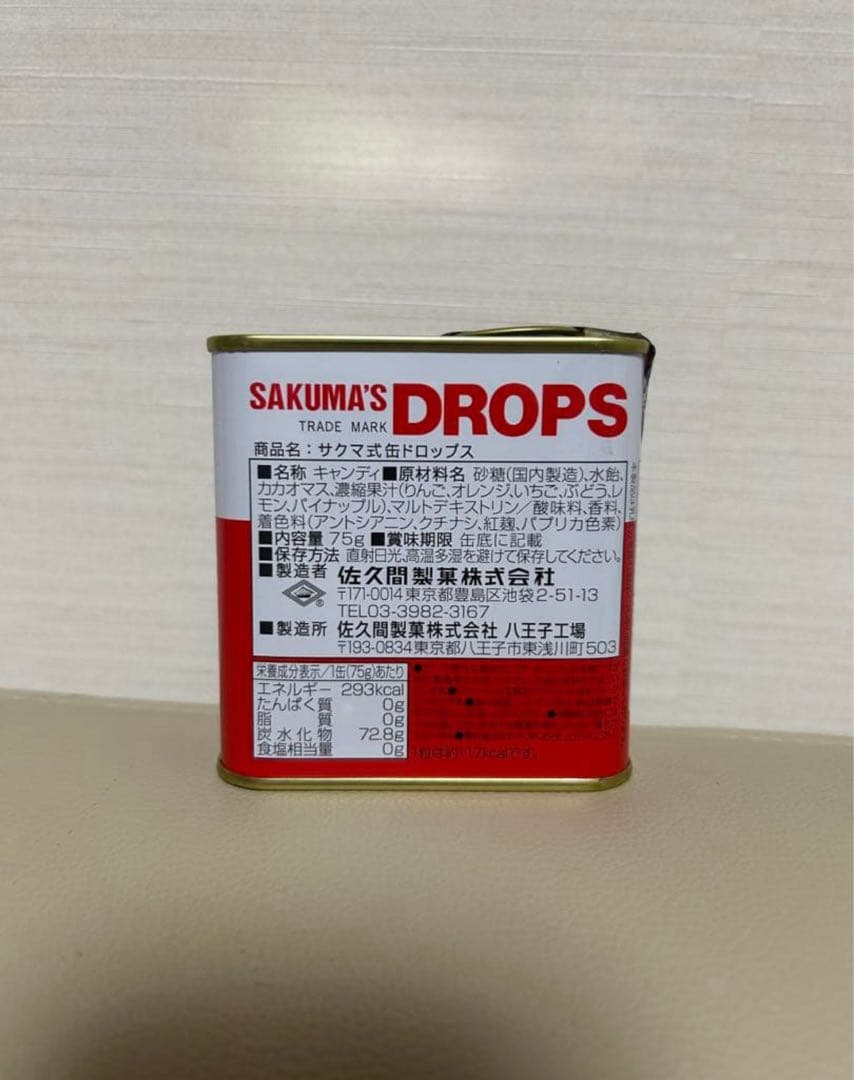 SAKUMA'S DROPS
TRADE MARK
商品名：サクマ式缶ドロップス
■名称 キャンディ■原材料名 砂糖(国内製造)、水飴、
カカオマス、濃縮果汁(りんご、オレンジ、いちご、ぶどう、レ
モン、パイナップル)、マルトデキストリン／酸味料、香料、
着色料(アントシアニン、クチナシ、紅麹、パプリカ色素)
■内容量 75g ■賞味期限 缶底に記載
■保存方法 直射日光、高温多湿を避けて保存してください。
■製造者 佐久間製菓株式会社
〒171-0014 東京都豊島区池袋2-51-13
TEL03-3982-3167
■製造所 佐久間製菓株式会社 八王子工場
〒193-0834 東京都八王子市東浅川町503
栄養成分表示／1缶(75g)あたり
エネルギー 293kcal
たんぱく質 0g
脂質 0g
炭水化物 72.8g
食塩相当量 0g